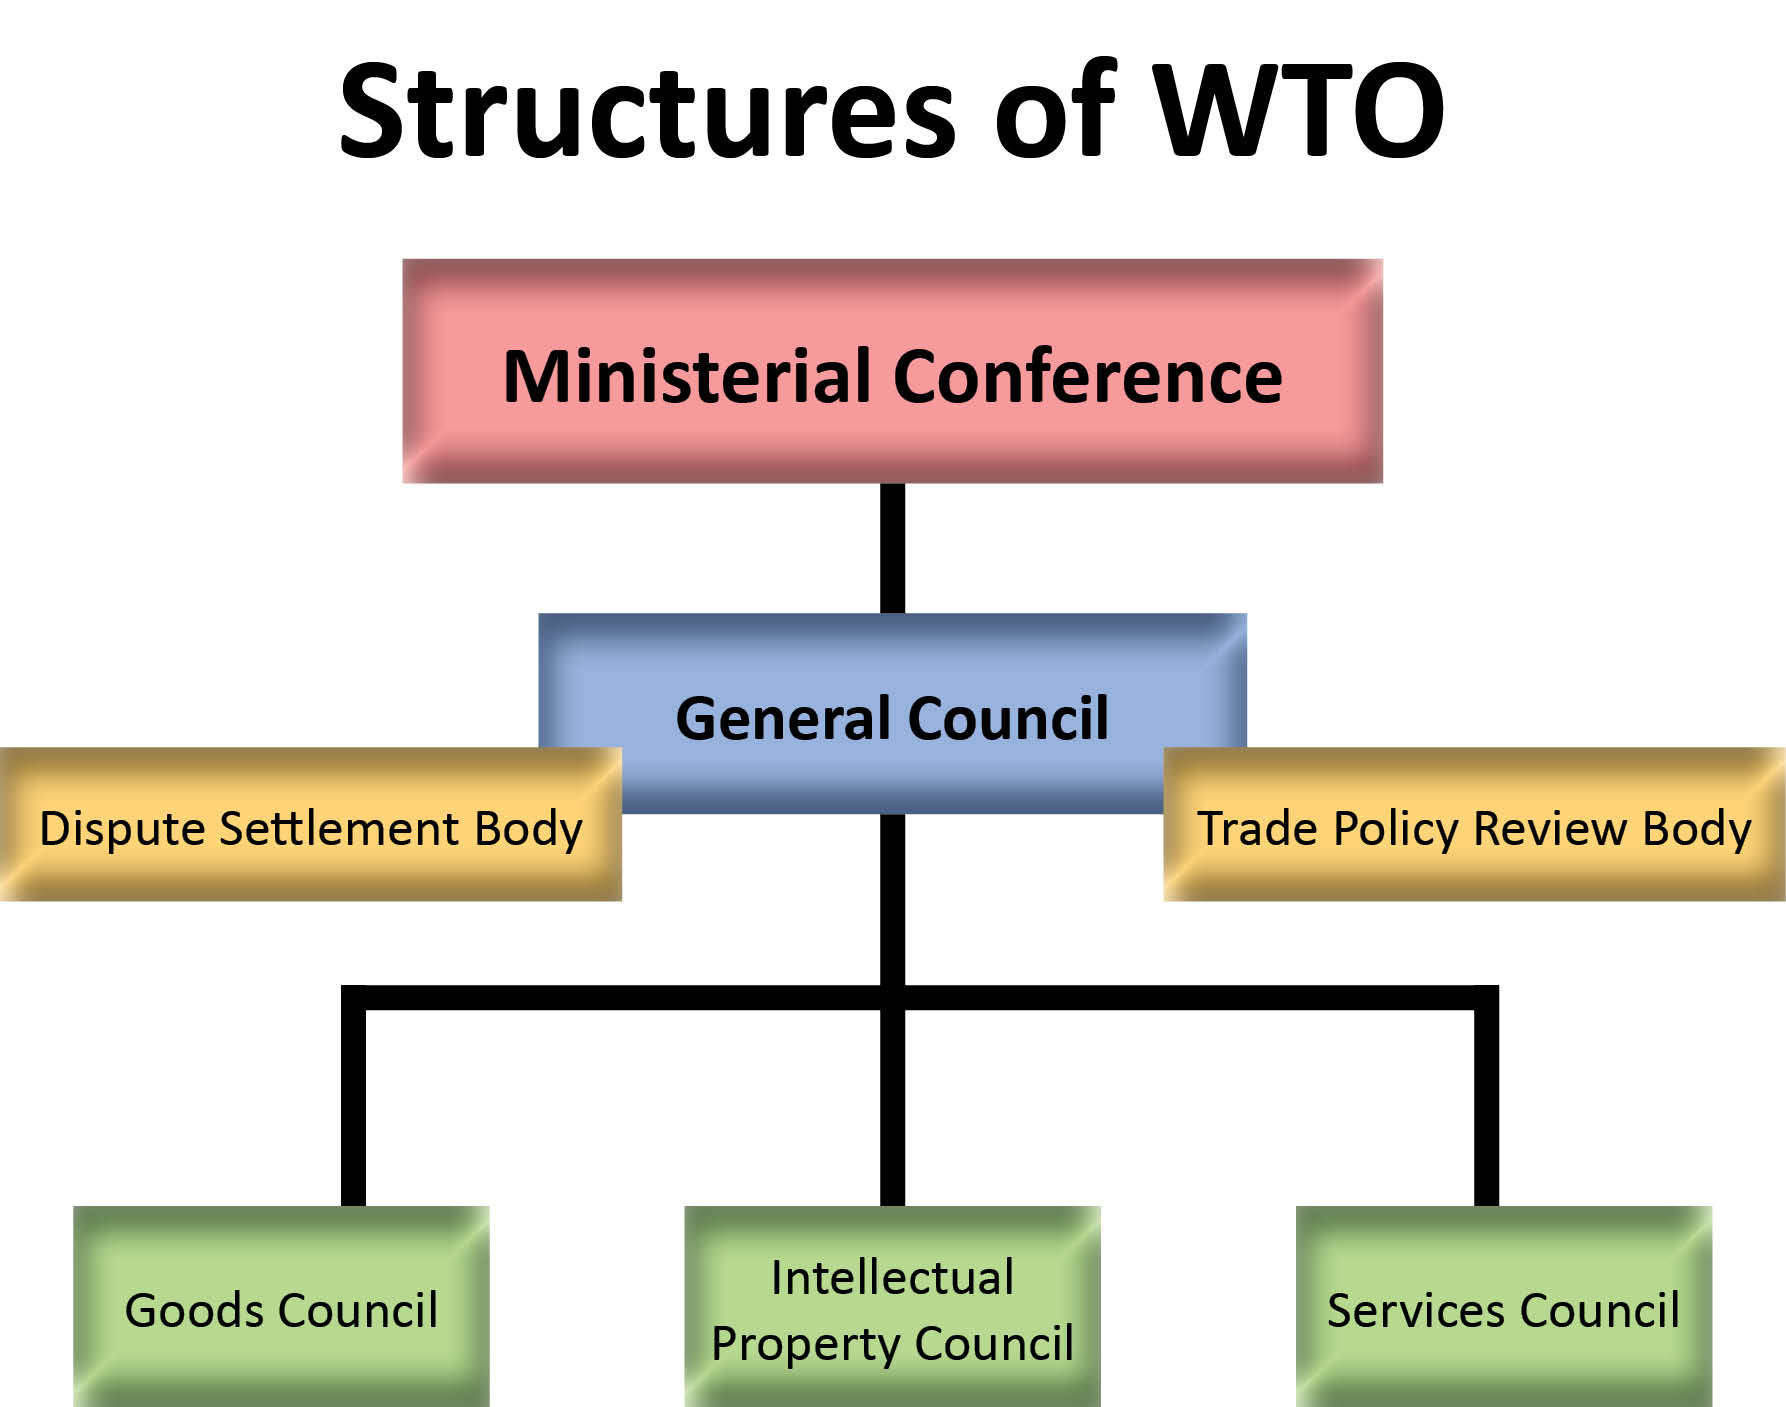 Structures of WTO
Ministerial Conference
General Council
Dispute Settlement Body
Trade Policy Review Body
Goods Council
Intellectual
Property Council
Services Council